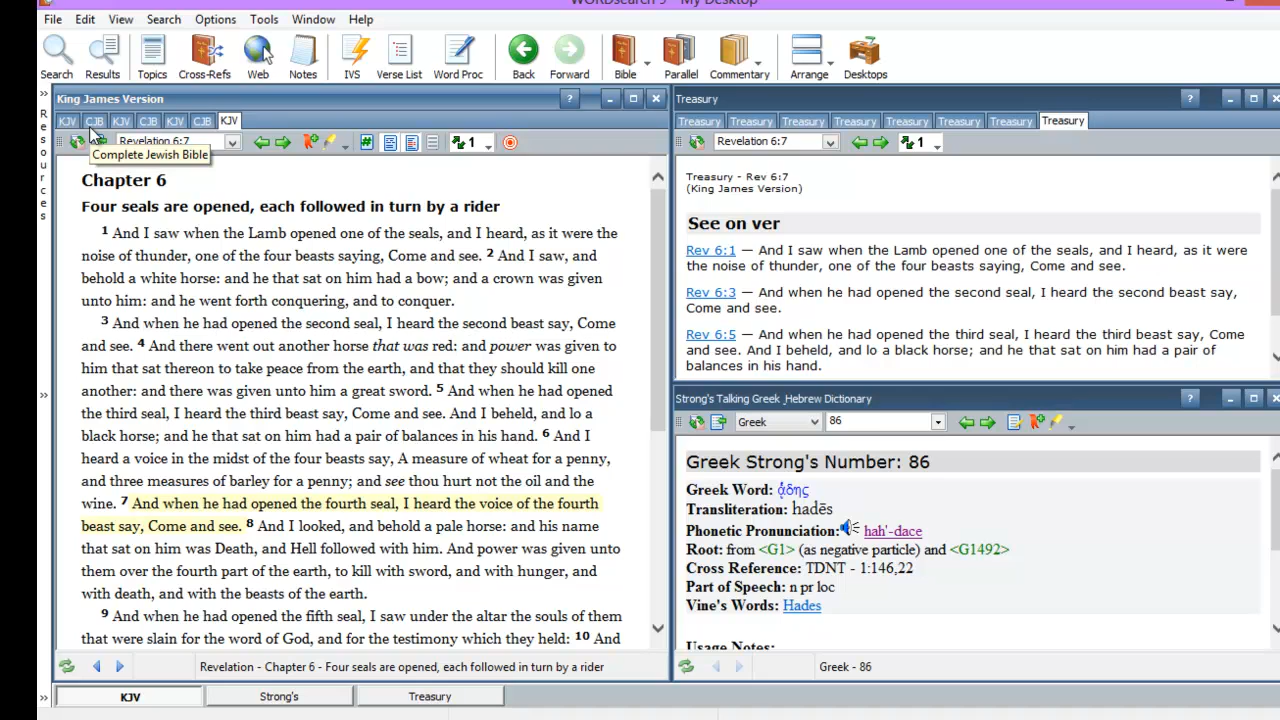 WORDsearch 9 - My Desktop
File Edit View Search Options Tools Window Help
Search Results Topics Cross-Refs Web Notes IVS Verse List Word Proc Back Forward Bible Parallel Commentary Arrange Desktops
»
Resources
»
»
King James Version
?
KJV CJB KJV CJB KJV CJB KJV
Revelation 6:7
1
Complete Jewish Bible
Chapter 6
Four seals are opened, each followed in turn by a rider
1 And I saw when the Lamb opened one of the seals, and I heard, as it were the
noise of thunder, one of the four beasts saying, Come and see. 2 And I saw, and
behold a white horse: and he that sat on him had a bow; and a crown was given
unto him: and he went forth conquering, and to conquer.
3 And when he had opened the second seal, I heard the second beast say, Come
and see. 4 And there went out another horse that was red: and power was given to
him that sat thereon to take peace from the earth, and that they should kill one
another: and there was given unto him a great sword. 5 And when he had opened
the third seal, I heard the third beast say, Come and see. And I beheld, and lo a
black horse; and he that sat on him had a pair of balances in his hand. 6 And I
heard a voice in the midst of the four beasts say, A measure of wheat for a penny,
and three measures of barley for a penny; and see thou hurt not the oil and the
wine. 7 And when he had opened the fourth seal, I heard the voice of the fourth
beast say, Come and see. 8 And I looked, and behold a pale horse: and his name
that sat on him was Death, and Hell followed with him. And power was given unto
them over the fourth part of the earth, to kill with sword, and with hunger, and
with death, and with the beasts of the earth.
9 And when he had opened the fifth seal, I saw under the altar the souls of them
that were slain for the word of God, and for the testimony which they held: 10 And
Revelation - Chapter 6 - Four seals are opened, each followed in turn by a rider
Treasury
?
Treasury Treasury Treasury Treasury Treasury Treasury Treasury Treasury
Revelation 6:7
1
Treasury - Rev 6:7
(King James Version)
See on ver
Rev 6:1 — And I saw when the Lamb opened one of the seals, and I heard, as it were
the noise of thunder, one of the four beasts saying, Come and see.
Rev 6:3 — And when he had opened the second seal, I heard the second beast say,
Come and see.
Rev 6:5 — And when he had opened the third seal, I heard the third beast say, Come
and see. And I beheld, and lo a black horse; and he that sat on him had a pair of
balances in his hand.
Strong's Talking Greek ,Hebrew Dictionary
?
Greek 86
Greek Strong's Number: 86
Greek Word: ᾅδης
Transliteration: hadēs
Phonetic Pronunciation: hah'-dace
Root: from <G1> (as negative particle) and <G1492>
Cross Reference: TDNT - 1:146,22
Part of Speech: n pr loc
Vine's Words: Hades
Usage Notes:
Greek - 86
KJV Strong's Treasury